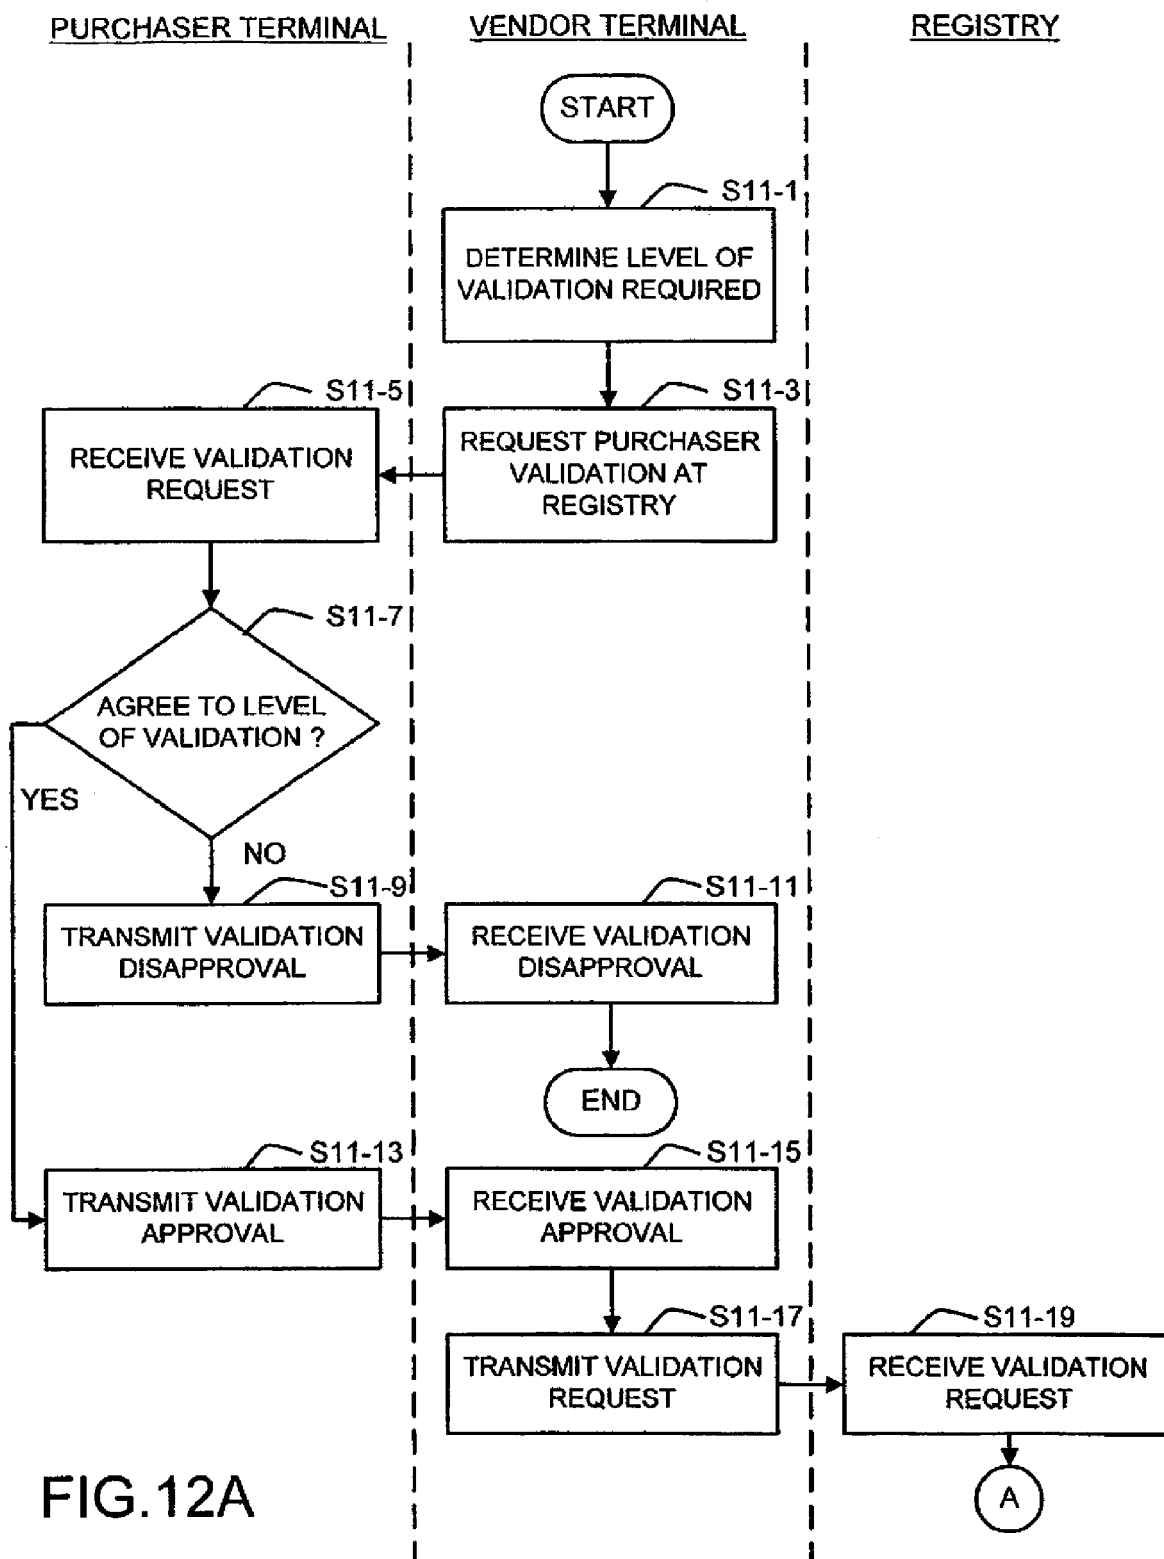 PURCHASER TERMINAL
VENDOR TERMINAL
REGISTRY
START
S11-1
DETERMINE LEVEL OF
VALIDATION REQUIRED
S11-5
S11-3
RECEIVE VALIDATION
REQUEST
REQUEST PURCHASER
VALIDATION AT
REGISTRY
S11-7
AGREE TO LEVEL
OF VALIDATION ?
YES
NO
S11-9
S11-11
TRANSMIT VALIDATION
DISAPPROVAL
RECEIVE VALIDATION
DISAPPROVAL
END
S11-13
S11-15
TRANSMIT VALIDATION
APPROVAL
RECEIVE VALIDATION
APPROVAL
S11-17
S11-19
TRANSMIT VALIDATION
REQUEST
RECEIVE VALIDATION
REQUEST
A
FIG.12A